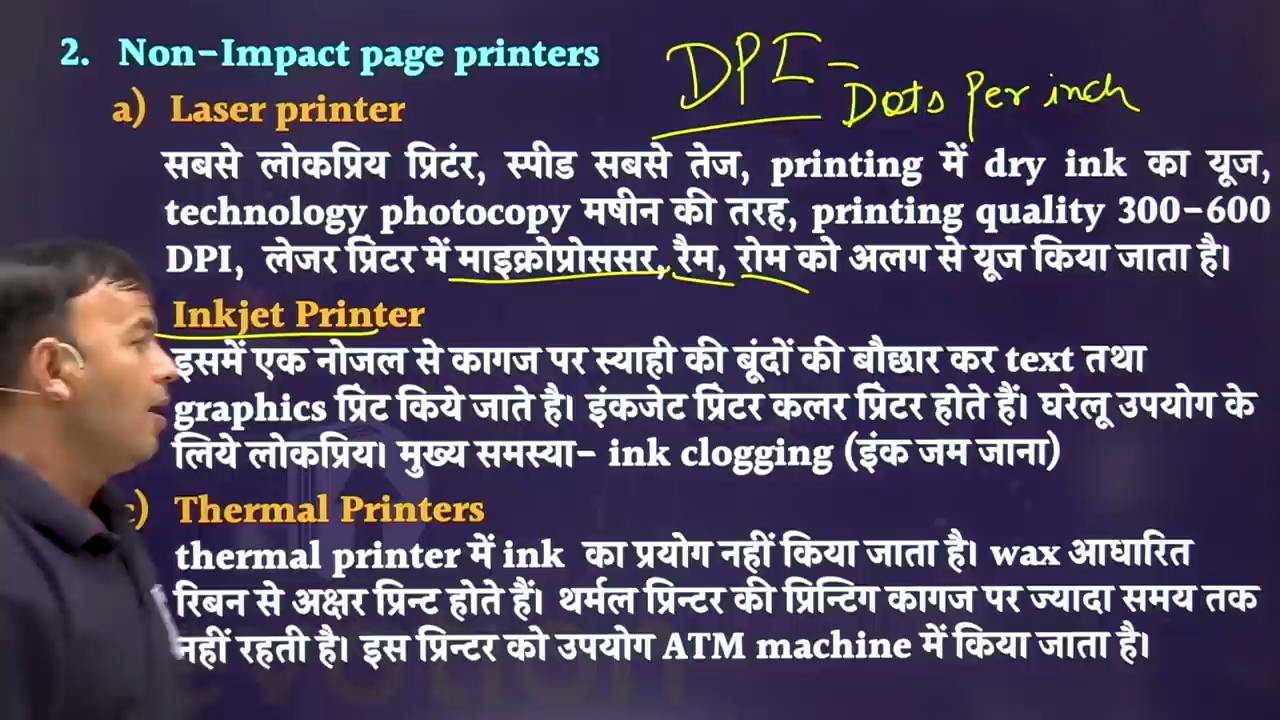 2. Non-Impact page printers
DPI - Dots Per inch
a) Laser printer
सबसे लोकप्रिय प्रिटंर, स्पीड सबसे तेज, printing में dry ink का यूज,
technology photocopy मषीन की तरह, printing quality 300-600
DPI, लेजर प्रिंटर में माइक्रोप्रोससर, रैम, रोम को अलग से यूज किया जाता है।
Inkjet Printer
इसमें एक नोजल से कागज पर स्याही की बूंदों की बौछार कर text तथा
graphics प्रिंट किये जाते है। इंकजेट प्रिंटर कलर प्रिंटर होते हैं। घरेलू उपयोग के
लिये लोकप्रिय। मुख्य समस्या- ink clogging (इंक जम जाना)
c) Thermal Printers
thermal printer में ink का प्रयोग नहीं किया जाता है। wax आधारित
रिबन से अक्षर प्रिन्ट होते हैं। थर्मल प्रिन्टर की प्रिन्टिग कागज पर ज्यादा समय तक
नहीं रहती है। इस प्रिन्टर को उपयोग ATM machine में किया जाता है।